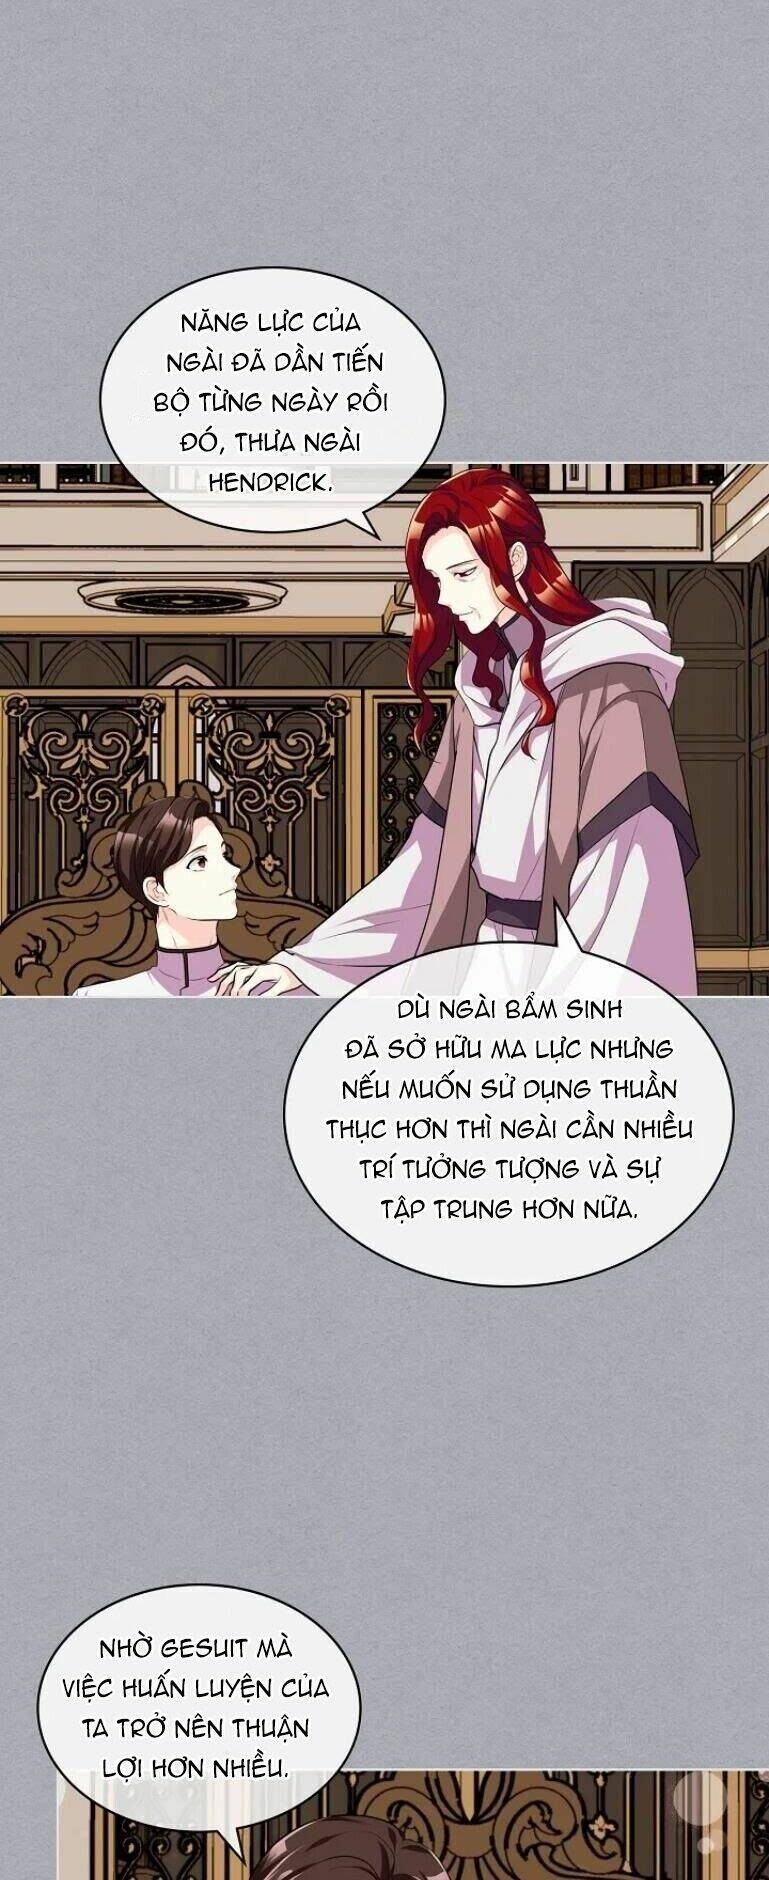 NĂNG LỰC CỦA
NGÀI ĐÃ DẦN TIẾN
BỘ TỪNG NGÀY RỒI
ĐÓ, THƯA NGÀI
HENDRICK.
DÙ NGÀI BẨM SINH
ĐÃ SỞ HỮU MA LỰC NHƯNG
NẾU MUỐN SỬ DỤNG THUẦN
THỤC HƠN THÌ NGÀI CẦN NHIỀU
TRÍ TƯỞNG TƯỢNG VÀ SỰ
TẬP TRUNG HƠN NỮA.
NHỜ GESUIT MÀ
VIỆC HUẤN LUYỆN CỦA
TA TRỞ NÊN THUẬN
LỢI HƠN NHIỀU.